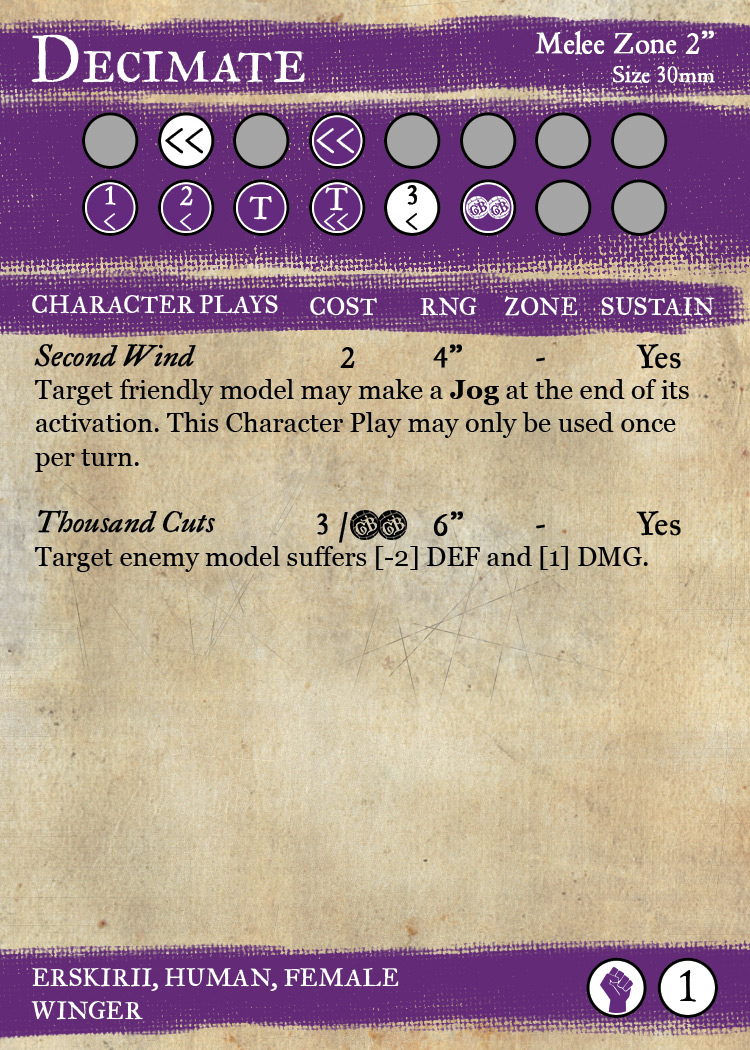 DECIMATE
Melee Zone 2”
Size 30mm
<< <<
1 < 2 < T T << 3 < GB GB
CHARACTER PLAYS COST RNG ZONE SUSTAIN
Second Wind 2 4” - Yes
Target friendly model may make a Jog at the end of its
activation. This Character Play may only be used once
per turn.
Thousand Cuts 3 /GB GB 6” - Yes
Target enemy model suffers [-2] DEF and [1] DMG.
ERSKIRII, HUMAN, FEMALE
WINGER
1